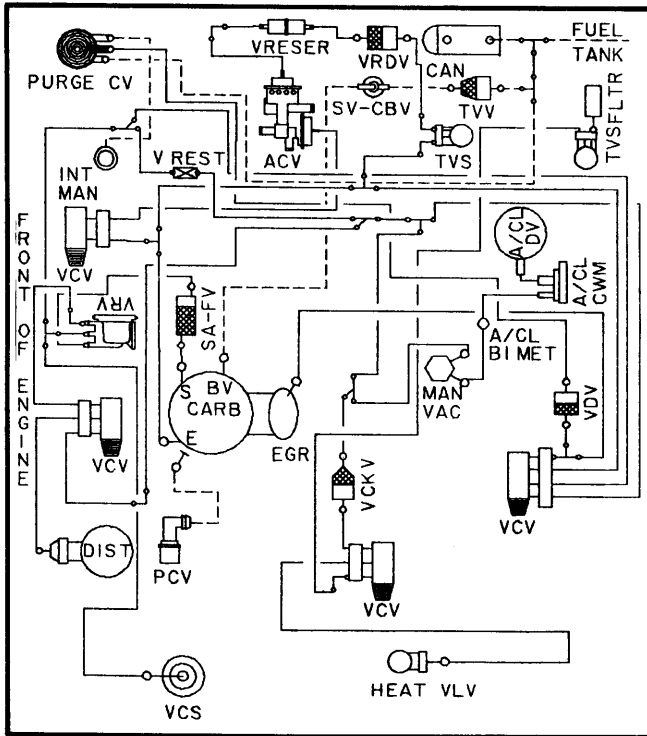 VRESER
VRDV
FUEL
TANK
CAN
PURGE CV
SV-CBV
TVV
TVSFLTR
ACV
TVS
V REST
INT
MAN
VCV
A/CL
DV
A/CL
CWM
FRONT OF ENGINE
VRV
SA-FV
A/CL
BIMET
S
BV
CARB
MAN
VAC
VDV
E
EGR
VCV
VCKV
VCV
DIST
PCV
VCV
VCS
HEAT VLV